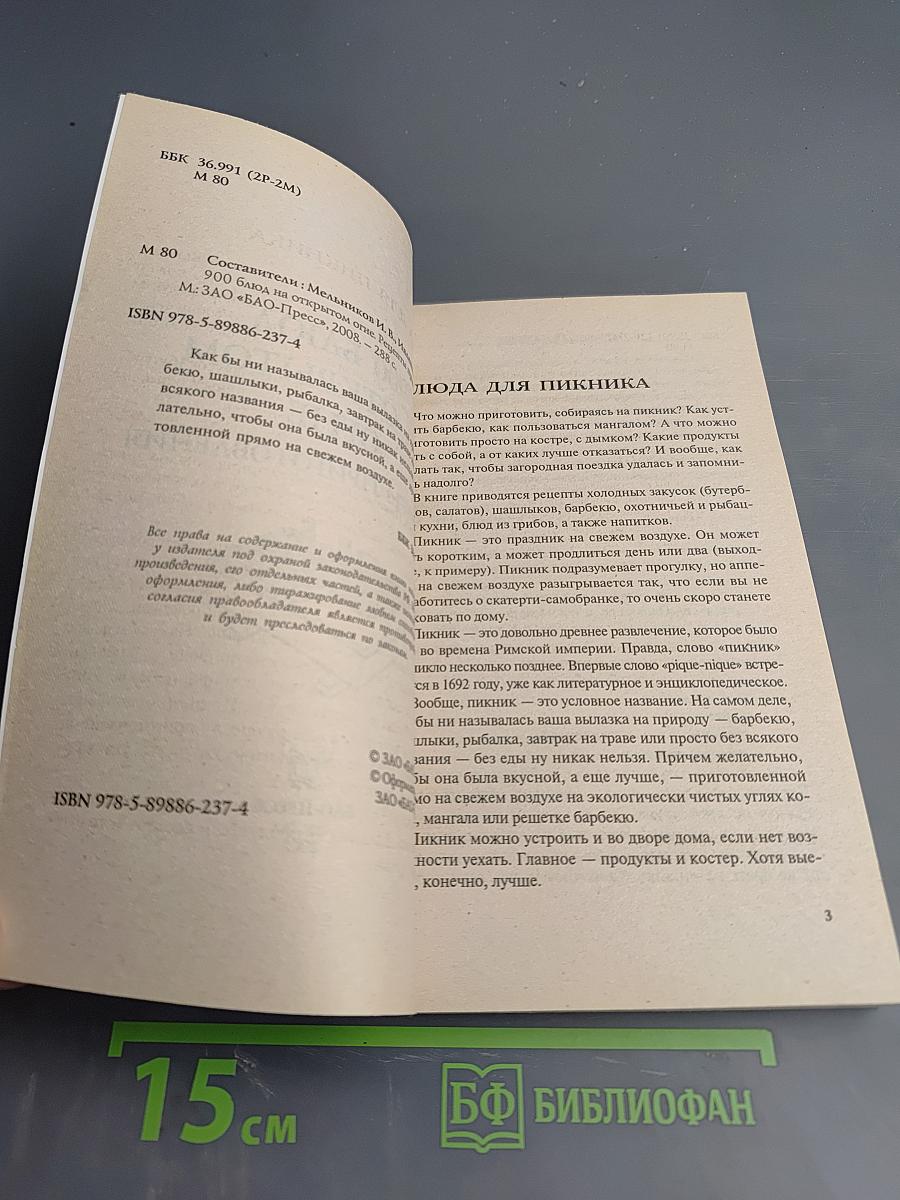 ББК 36.991 (2Р-2М)
М 80
М 80
Составители : Мельников И. В.,
900 блюд на открытом огне. Рецепты
М.: ЗАО «БАО-Пресс», 2008. – 288 с.
ISBN 978-5-89886-237-4
Как бы ни называлась ваша вылазка на
бекю, шашлыки, рыбалка, завтрак на
всякого названия — без еды ну никак
лательно, чтобы она была вкусной, а еще
товленной прямо на свежем воздухе.
Все права на содержание и оформление
у издателя под охраной законодательства
произведения, его отдельных частей, а также
оформления, либо тиражирование любым
согласия правообладателя является
и будет преследоваться по закону.
© ЗАО
© Оформ
ЗАО
ISBN 978-5-89886-237-4
ЛЮДА ДЛЯ ПИКНИКА
Что можно приготовить, собираясь на пикник? Как уст-
ить барбекю, как пользоваться мангалом? А что можно
иготовить просто на костре, с дымком? Какие продукты
ть с собой, а от каких лучше отказаться? И вообще, как
лать так, чтобы загородная поездка удалась и запомни-
ь надолго?
В книге приводятся рецепты холодных закусок (бутерб-
ов, салатов), шашлыков, барбекю, охотничьей и рыбац-
кухни, блюд из грибов, а также напитков.
Пикник — это праздник на свежем воздухе. Он может
ть коротким, а может продлиться день или два (выход-
, к примеру). Пикник подразумевает прогулку, но аппе-
на свежем воздухе разыгрывается так, что если вы не
аботитесь о скатерти-самобранке, то очень скоро станете
ковать по дому.
Пикник — это довольно древнее развлечение, которое было
во времена Римской империи. Правда, слово «пикник»
никло несколько позднее. Впервые слово «pique-nique» встре-
ся в 1692 году, уже как литературное и энциклопедическое.
Вообще, пикник — это условное название. На самом деле,
бы ни называлась ваша вылазка на природу — барбекю,
шлыки, рыбалка, завтрак на траве или просто без всякого
вания — без еды ну никак нельзя. Причем желательно,
бы она была вкусной, а еще лучше, — приготовленной
мо на свежем воздухе на экологически чистых углях ко-
, мангала или решетке барбекю.
Пикник можно устроить и во дворе дома, если нет воз-
ности уехать. Главное — продукты и костер. Хотя вые-
, конечно, лучше.
3
15 см
БФ БИБЛИОФАН